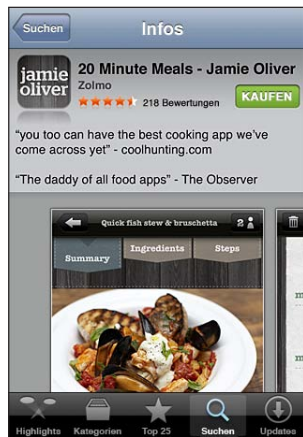 Suchen
Infos
jamie
oliver
20 Minute Meals - Jamie Oliver
Zolmo
218 Bewertungen
KAUFEN
“you too can have the best cooking app we’ve
come across yet” - coolhunting.com
“The daddy of all food apps” - The Observer
Quick fish stew & bruschetta 2
Summary
Ingredients
Steps
Highlights
Kategorien
Top 25
Suchen
Updates